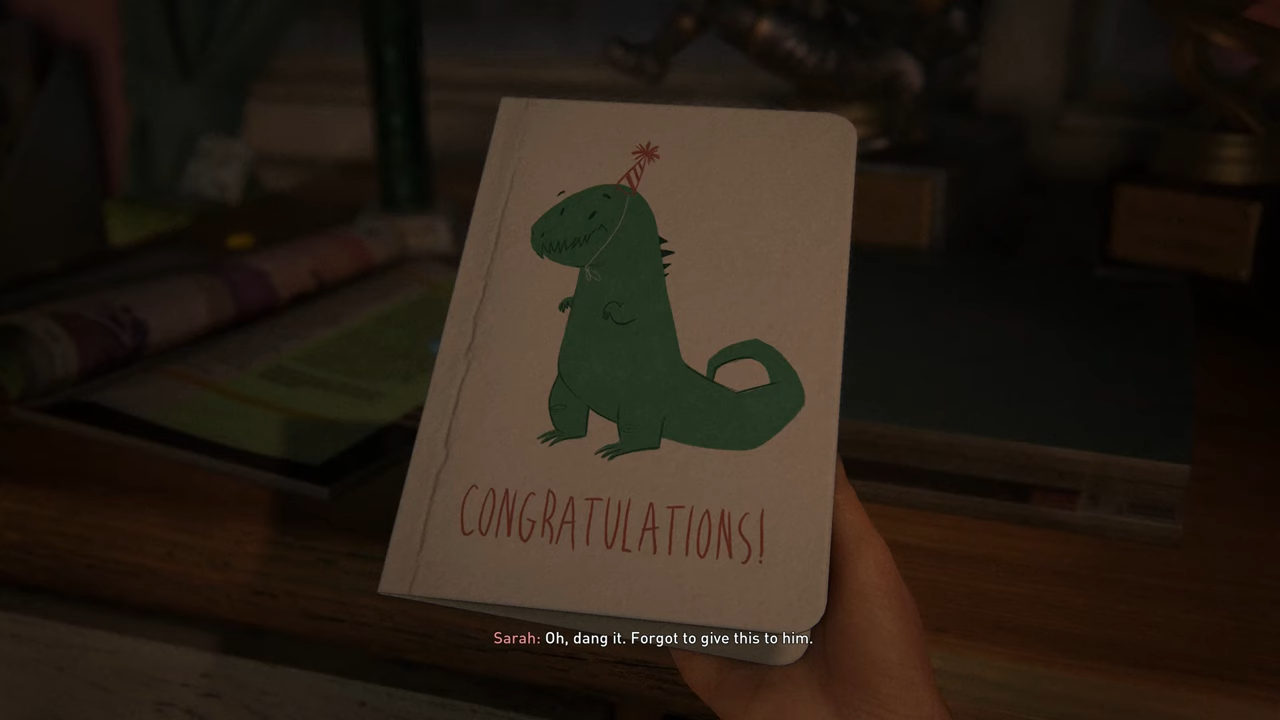 CONGRATULATIONS!
Sarah: Oh, dang it. Forgot to give this to him.